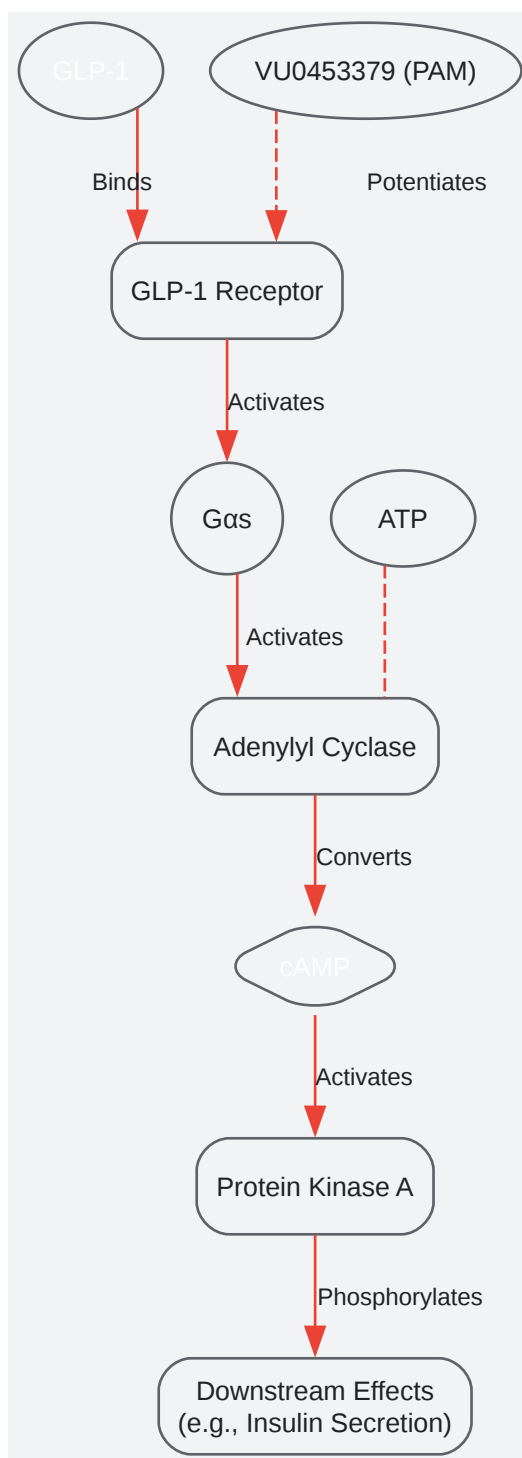 GLP-1
VU0453379 (PAM)
Binds
Potentiates
GLP-1 Receptor
Activates
Gαs
ATP
Activates
Adenylyl Cyclase
Converts
cAMP
Activates
Protein Kinase A
Phosphorylates
Downstream Effects
(e.g., Insulin Secretion)